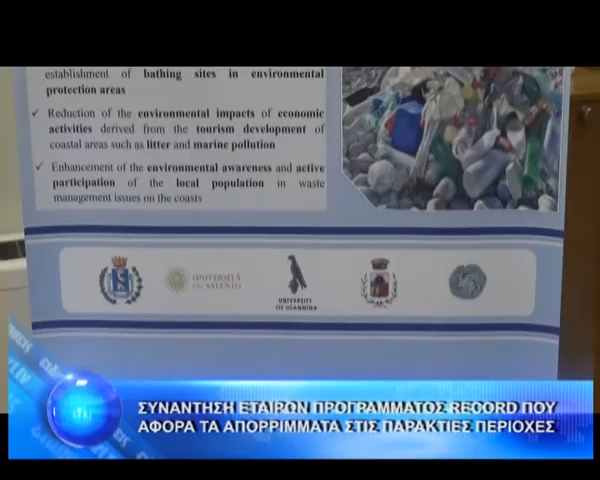 establishment of bathing sites in environmental
protection areas
✓ Reduction of the environmental impacts of economic
activities derived from the tourism development of
coastal areas such as litter and marine pollution
✓ Enhancement of the environmental awareness and active
participation of the local population in waste
management issues on the coasts
UNIVERSITÀ
DEL SALENTO
UNIVERSITY
OF IOANNINA
ΣΥΝΑΝΤΗΣΗ ΕΤΑΙΡΩΝ ΠΡΟΓΡΑΜΜΑΤΟΣ RECORD ΠΟΥ
ΑΦΟΡΑ ΤΑ ΑΠΟΡΡΙΜΜΑΤΑ ΣΤΙΣ ΠΑΡΑΚΤΙΕΣ ΠΕΡΙΟΧΕΣ